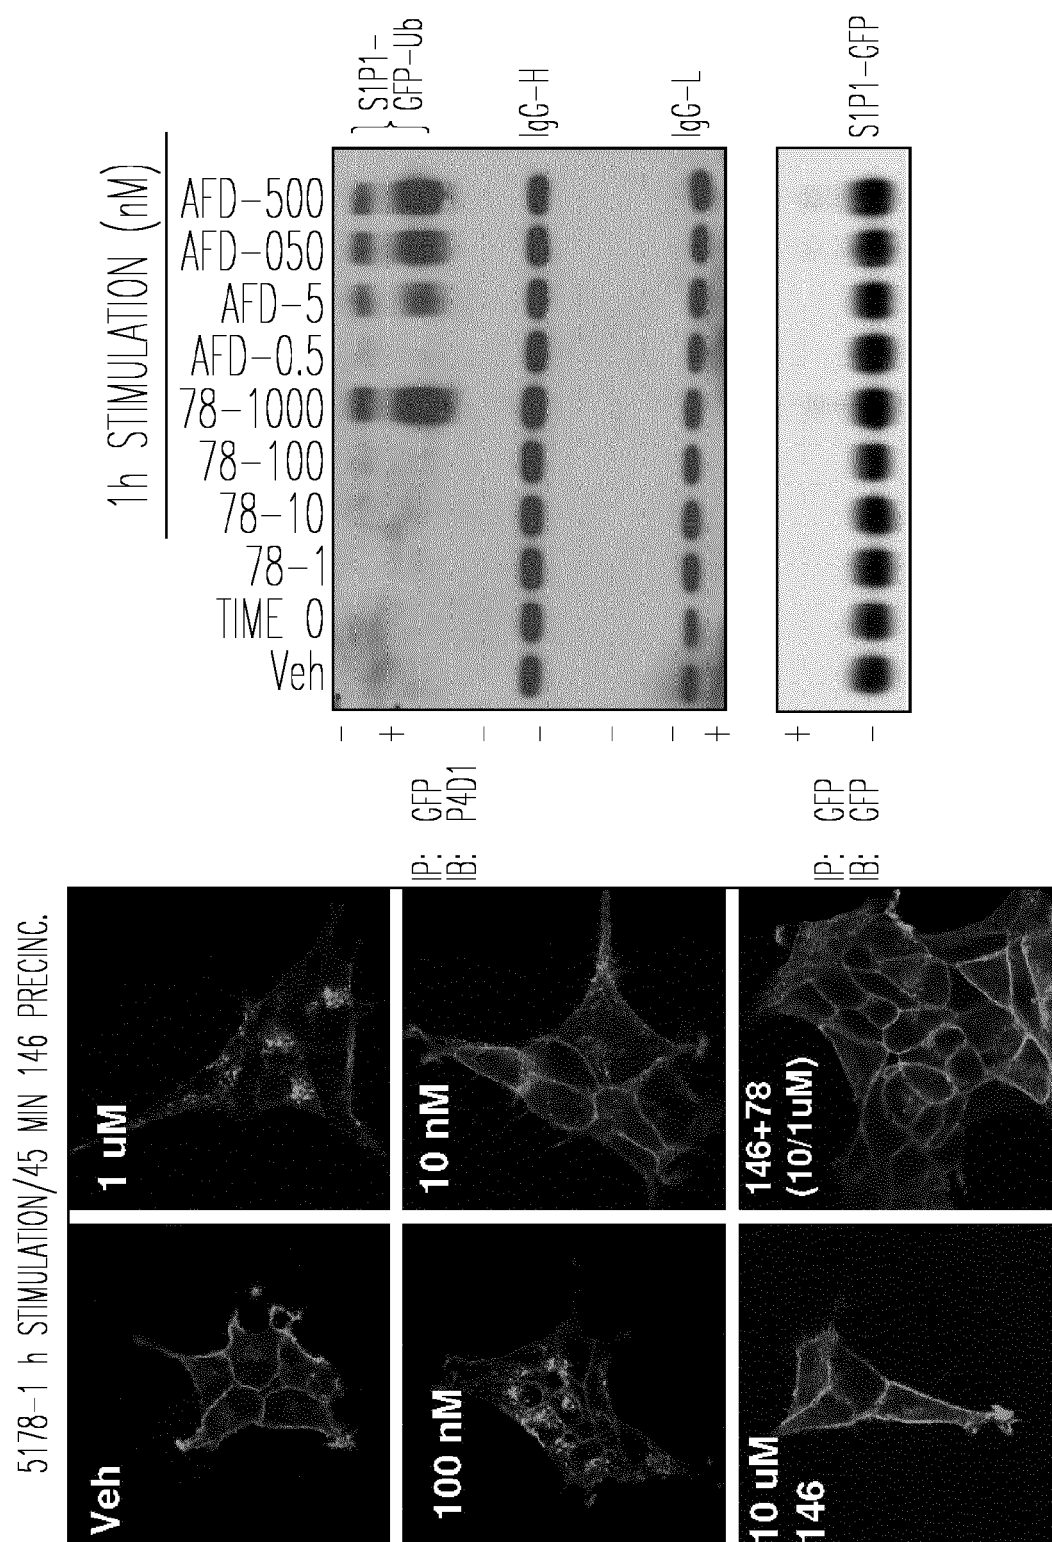 5178-1 h STIMULATION/45 MIN 146 PRECINC.
Veh
1 uM
100 nM
10 nM
10 uM
146
146+78
(10/1uM)
1h STIMULATION (nM)
Veh
TIME 0
78-1
78-10
78-100
78-1000
AFD-0.5
AFD-5
AFD-050
AFD-500
S1P1-
GFP-Ub
IgG-H
IgG-L
S1P1-GFP
IP: GFP
IB: P4D1
IP: GFP
IB: GFP
-
+
-
-
-
-
+
+
-